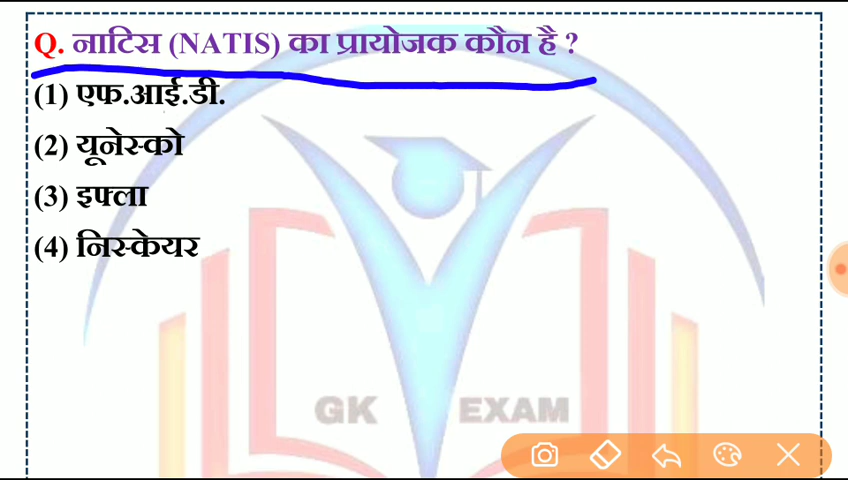 Q. नाटिस (NATIS) का प्रायोजक कौन है ?
(1) एफ.आई.डी.
(2) यूनेस्को
(3) इफ्ला
(4) निस्केयर
GK EXAM